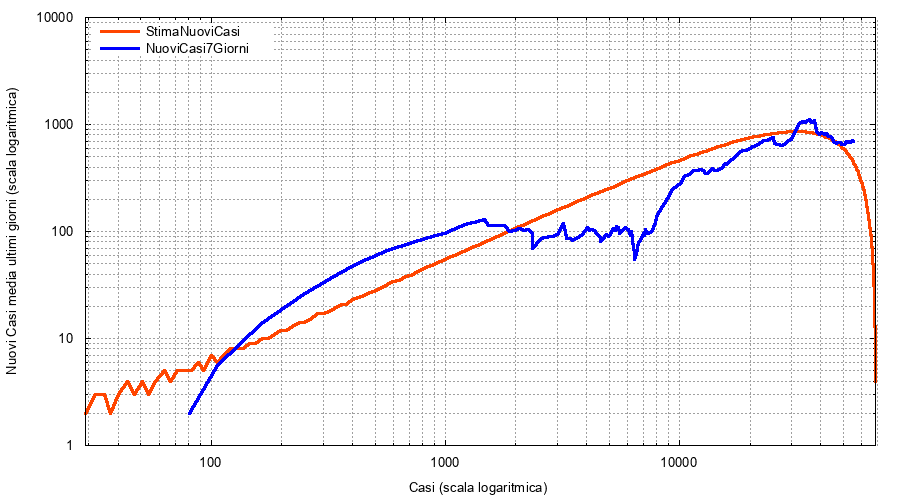 10000
StimaNuoviCasi
NuoviCasi7Giorni
1000
100
10
1
Nuovi Casi media ultimi giorni (scala logaritmica)
100
1000
10000
Casi (scala logaritmica)